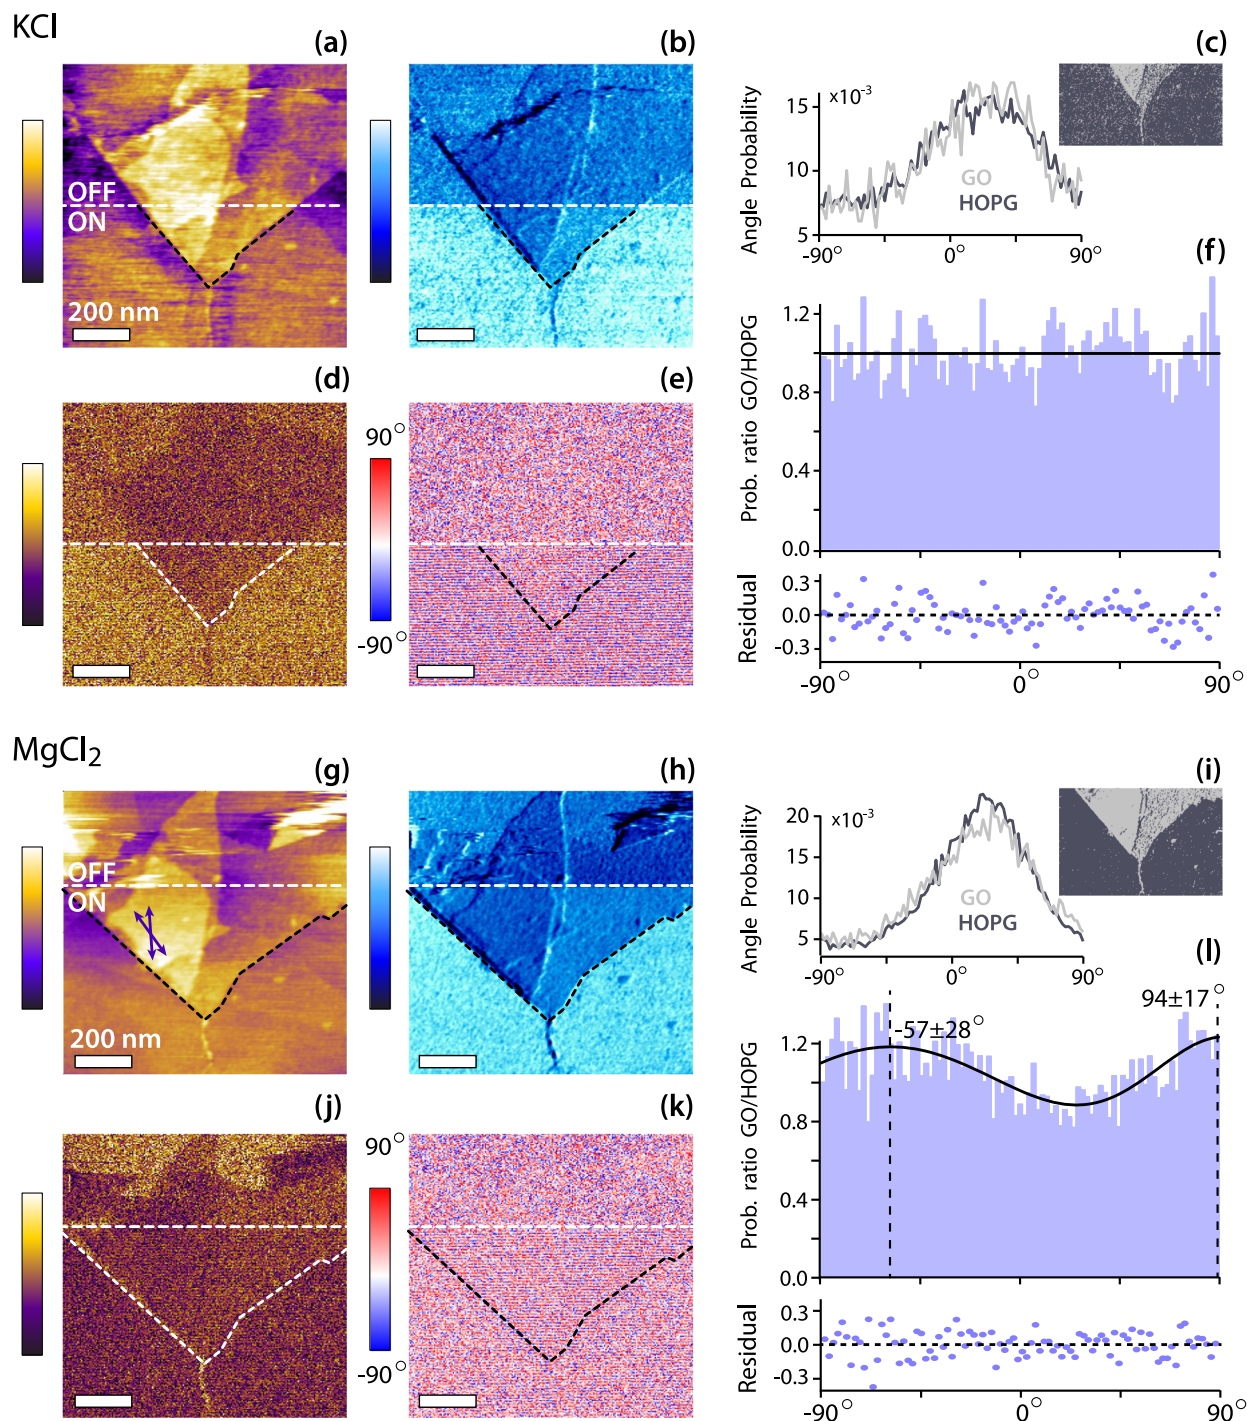 KCl
(a)
OFF
ON
200 nm
(b)
(c)
x10⁻³
15
10
5
Angle Probability
GO
HOPG
-90°
0°
90°
(d)
(e)
90°
-90°
(f)
1.2
0.8
0.4
0.0
Prob. ratio GO/HOPG
0.3
0.0
-0.3
Residual
-90°
0°
90°
MgCl₂
(g)
OFF
ON
200 nm
(h)
(i)
x10⁻³
20
15
10
5
Angle Probability
GO
HOPG
-90°
0°
90°
(j)
(k)
90°
-90°
(l)
94±17°
-57±28°
1.2
0.8
0.4
0.0
Prob. ratio GO/HOPG
0.3
0.0
-0.3
Residual
-90°
0°
90°